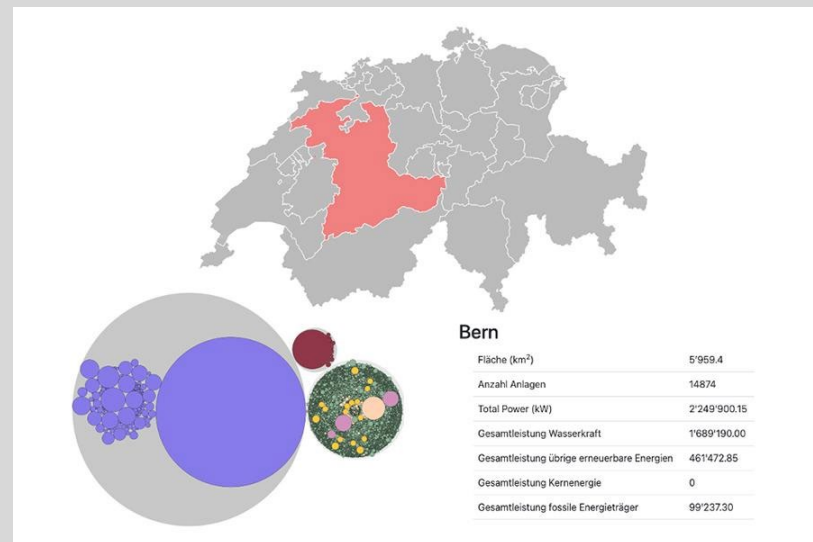 Bern
Fläche (km²) 5'959.4
Anzahl Anlagen 14874
Total Power (kW) 2'249'900.15
Gesamtleistung Wasserkraft 1'689'190.00
Gesamtleistung übrige erneuerbare Energien 461'472.85
Gesamtleistung Kernenergie 0
Gesamtleistung fossile Energieträger 99'237.30